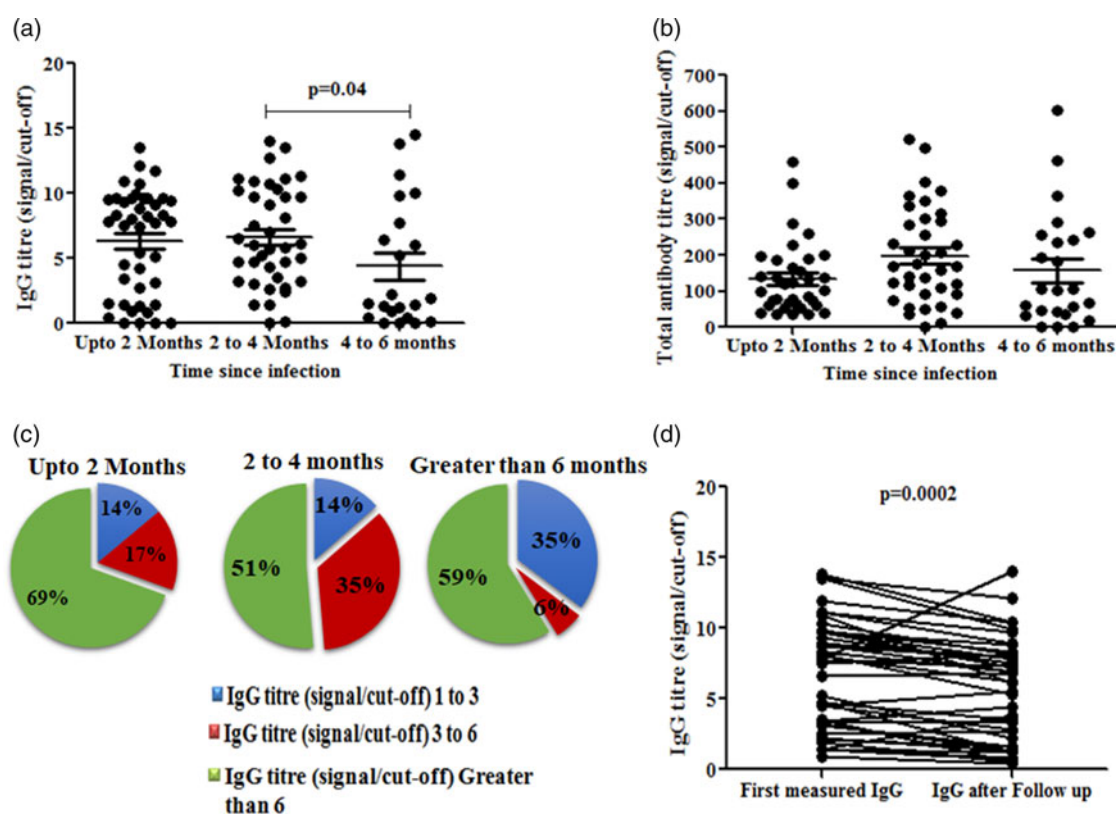 (a)
20
15
10
5
0
IgG titre (signal/cut-off)
p=0.04
Upto 2 Months 2 to 4 Months 4 to 6 months
Time since infection
(b)
700
600
500
400
300
200
100
0
Total antibody titre (signal/cut-off)
Upto 2 Months 2 to 4 Months 4 to 6 months
Time since infection
(c)
Upto 2 Months
14%
17%
69%
2 to 4 months
14%
35%
51%
Greater than 6 months
35%
6%
59%
IgG titre (signal/cut-off) 1 to 3
IgG titre (signal/cut-off) 3 to 6
IgG titre (signal/cut-off) Greater
than 6
(d)
20
15
10
5
0
IgG titre (signal/cut-off)
p=0.0002
First measured IgG IgG after Follow up